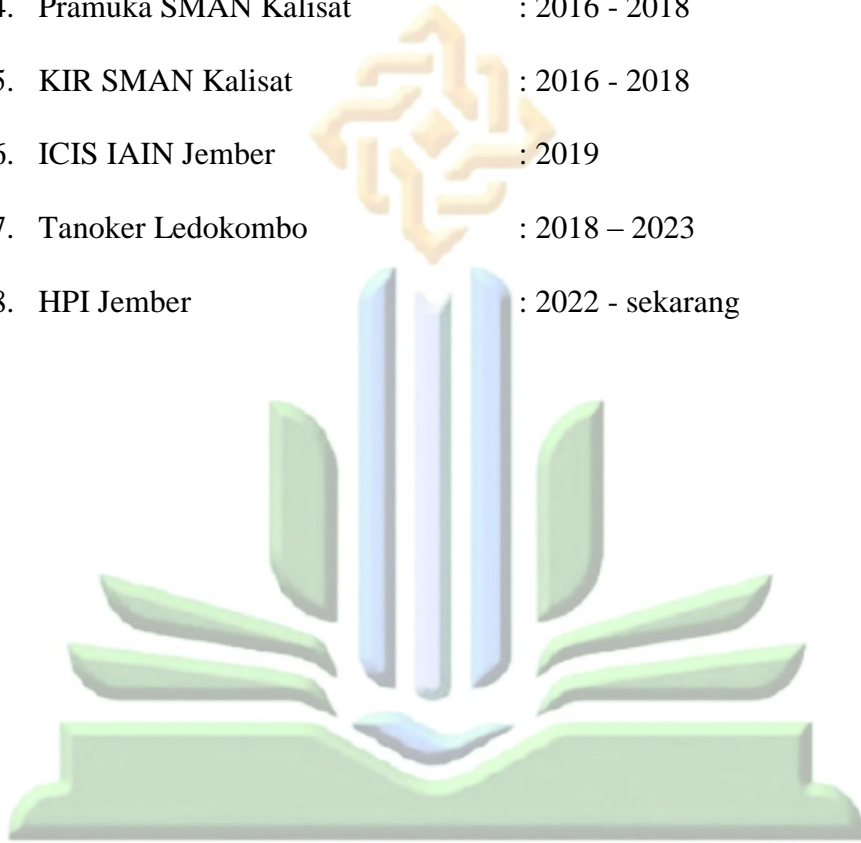 4. Pramuka SMAN Kalisat : 2016 - 2018
5. KIR SMAN Kalisat : 2016 - 2018
6. ICIS IAIN Jember : 2019
7. Tanoker Ledokombo : 2018 – 2023
8. HPI Jember : 2022 - sekarang